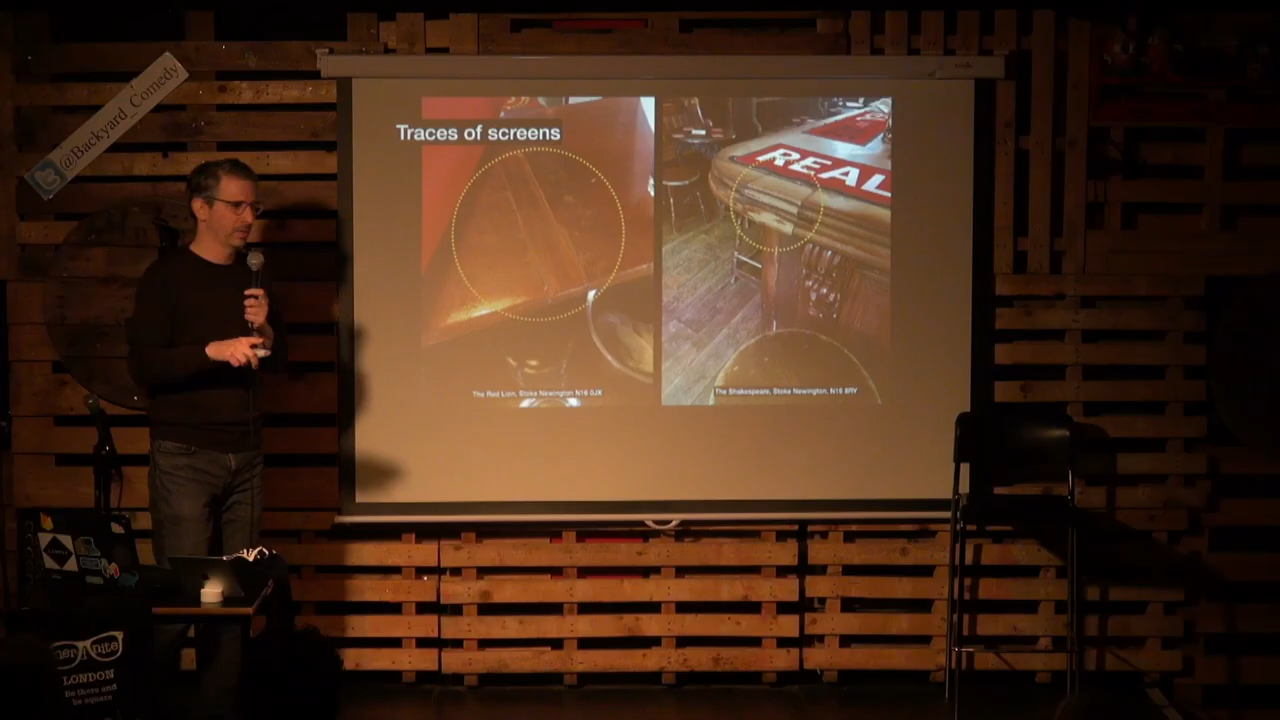 @Backyard_Comedy
Traces of screens
REAL
The Red Lion, Stoke Newington N16 0JX
The Shakespeare, Stoke Newington, N16 8RY
nite
LONDON
Be there and
be square